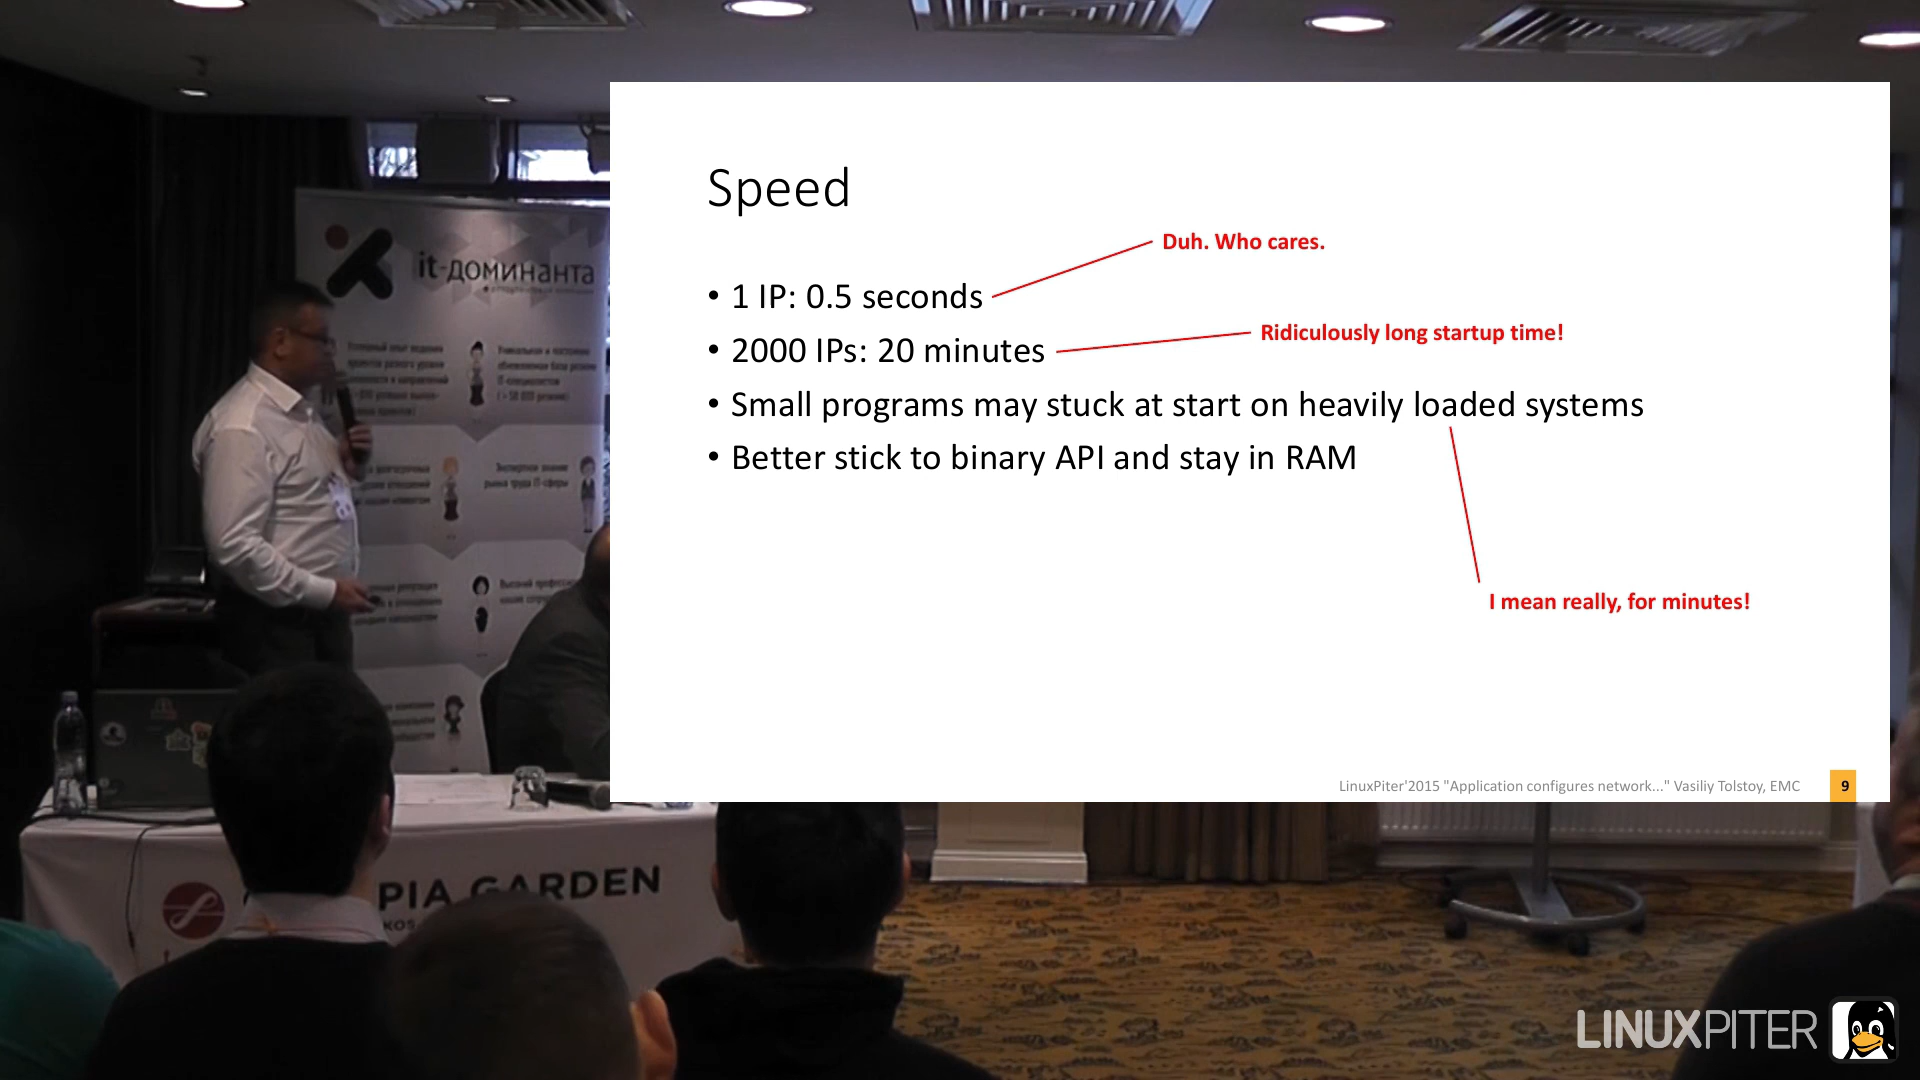 Speed
Duh. Who cares.
• 1 IP: 0.5 seconds
Ridiculously long startup time!
• 2000 IPs: 20 minutes
• Small programs may stuck at start on heavily loaded systems
• Better stick to binary API and stay in RAM
I mean really, for minutes!
LinuxPiter'2015 "Application configures network..." Vasiliy Tolstoy, EMC
9
it-доминанта
PIA GARDEN
LINUXPITER